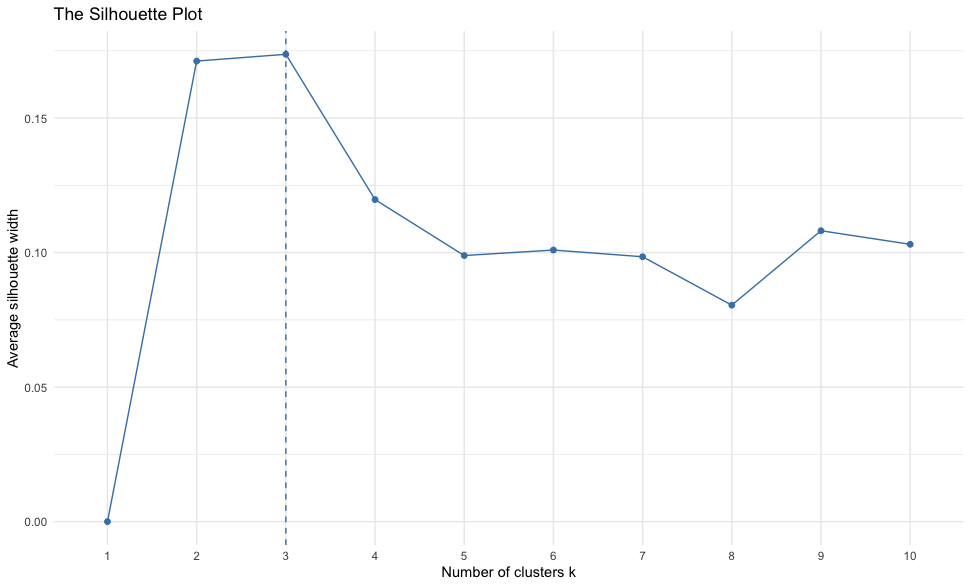 The Silhouette Plot
Average silhouette width
0.15
0.10
0.05
0.00
1 2 3 4 5 6 7 8 9 10
Number of clusters k